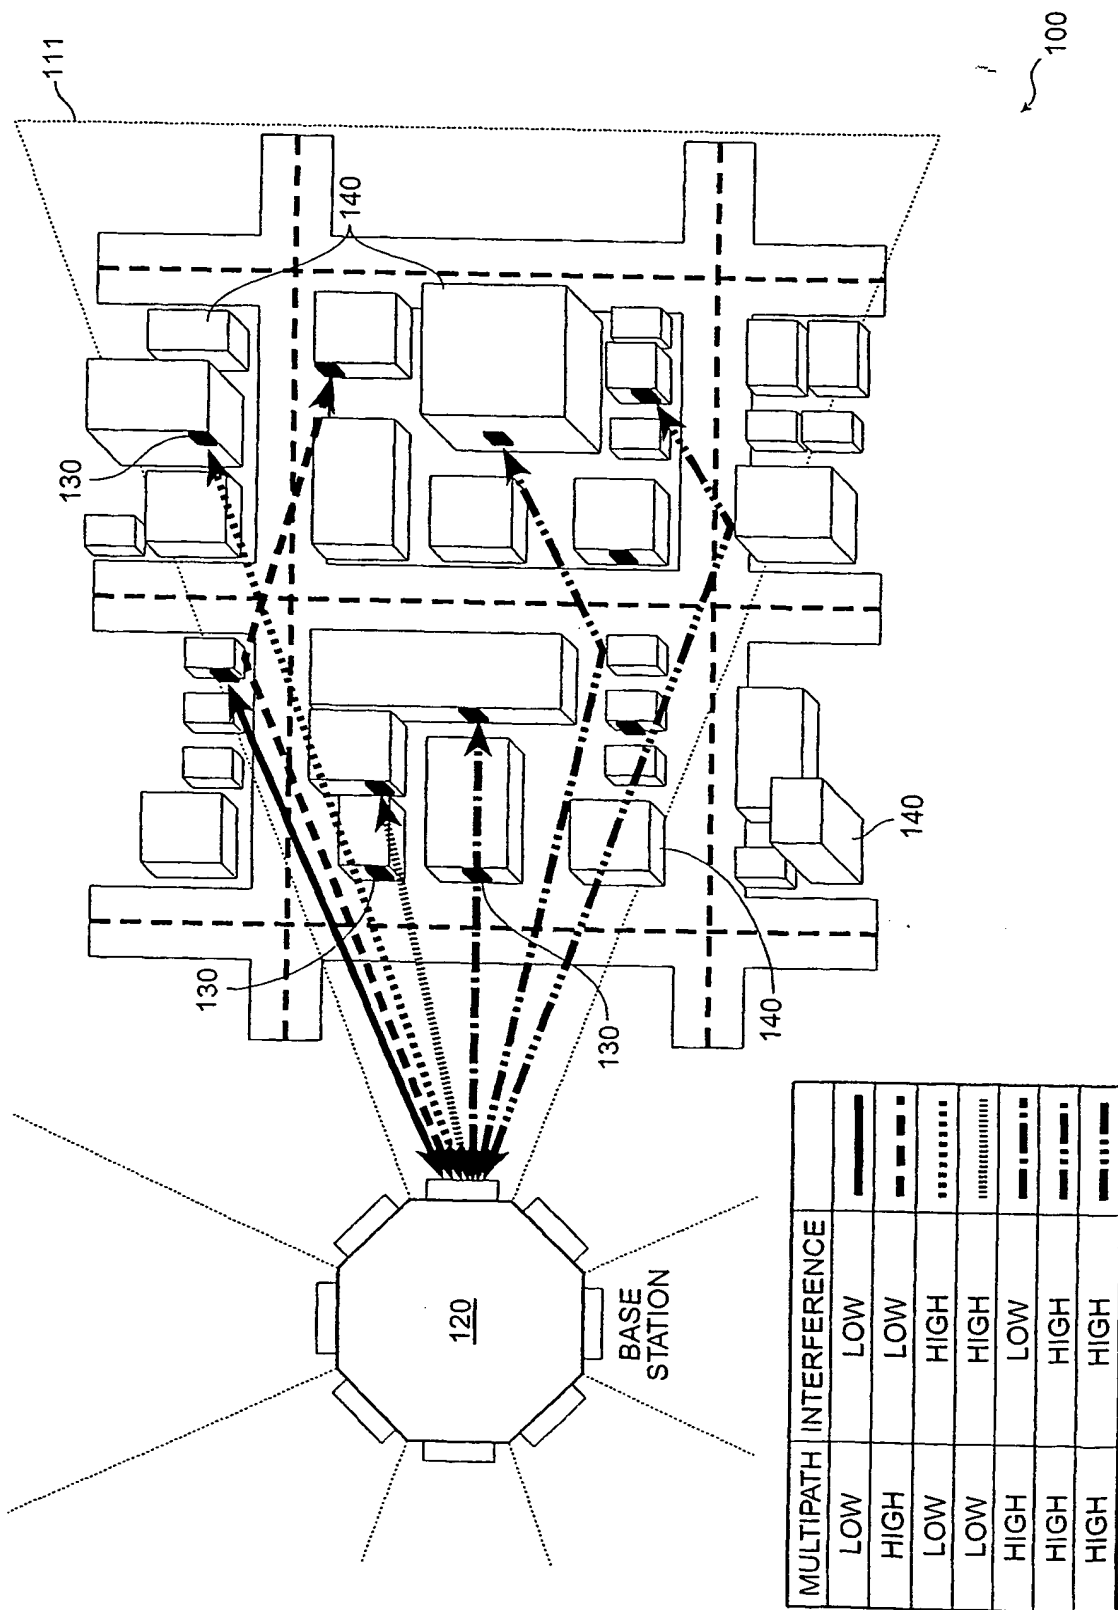 111
100
140
130
130
130
140
140
120
BASE
STATION
MULTIPATH INTERFERENCE
LOW LOW
HIGH LOW
LOW HIGH
LOW HIGH
HIGH LOW
HIGH HIGH
HIGH HIGH